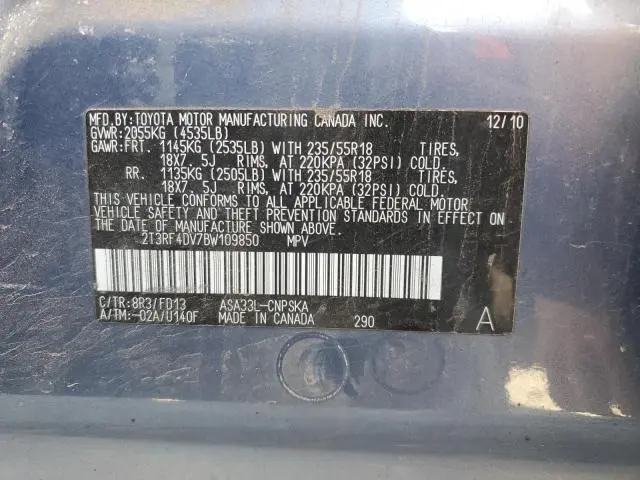 MFD.BY:TOYOTA MOTOR MANUFACTURING CANADA INC. 12/10
GVWR:2055KG (4535LB)
GAWR:FRT. 1145KG (2535LB) WITH 235/55R18 TIRES,
18X7. 5J RIMS, AT 220KPA (32PSI) COLD.
RR. 1135KG (2505LB) WITH 235/55R18 TIRES,
18X7. 5J RIMS, AT 220KPA (32PSI) COLD.
THIS VEHICLE CONFORMS TO ALL APPLICABLE FEDERAL MOTOR
VEHICLE SAFETY AND THEFT PREVENTION STANDARDS IN EFFECT ON
THE DATE OF MANUFACTURE SHOWN ABOVE.
2T3RF4DV7BW109850 MPV
C/TR:8R3/FD13 ASA33L-CNPSKA
A/TM:-02A/U140F MADE IN CANADA 290 A